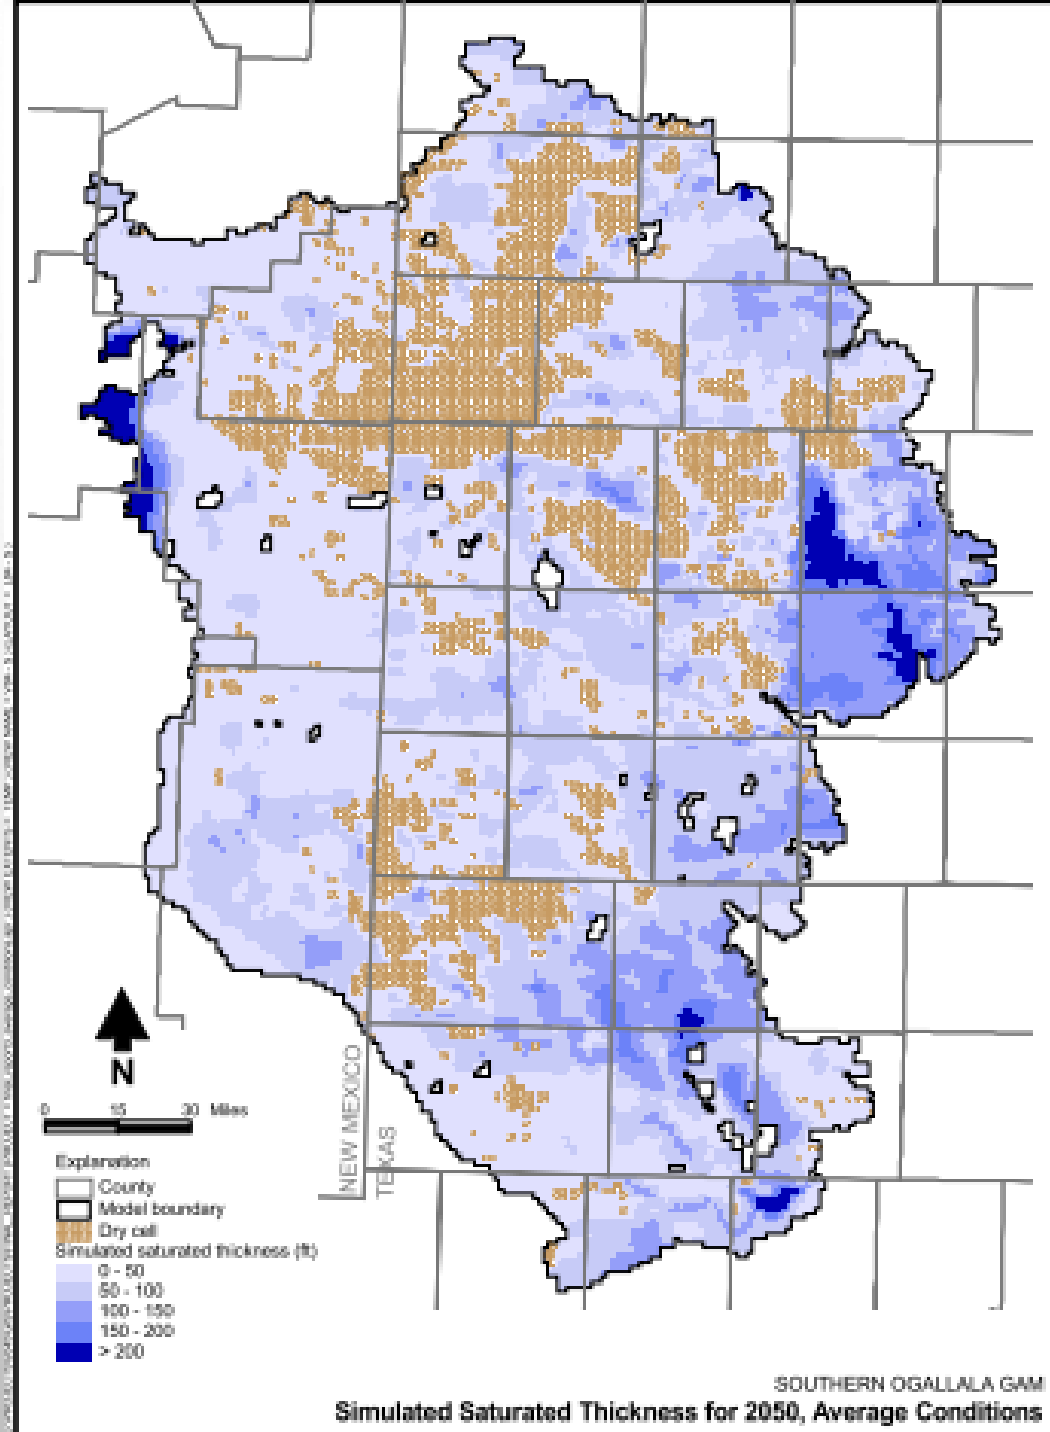 N
0 15 30 Miles
NEW MEXICO
TEXAS
Explanation
County
Model boundary
Dry cell
Simulated saturated thickness (ft)
0 - 50
50 - 100
100 - 150
150 - 200
> 200
SOUTHERN OGALLALA GAM
Simulated Saturated Thickness for 2050, Average Conditions